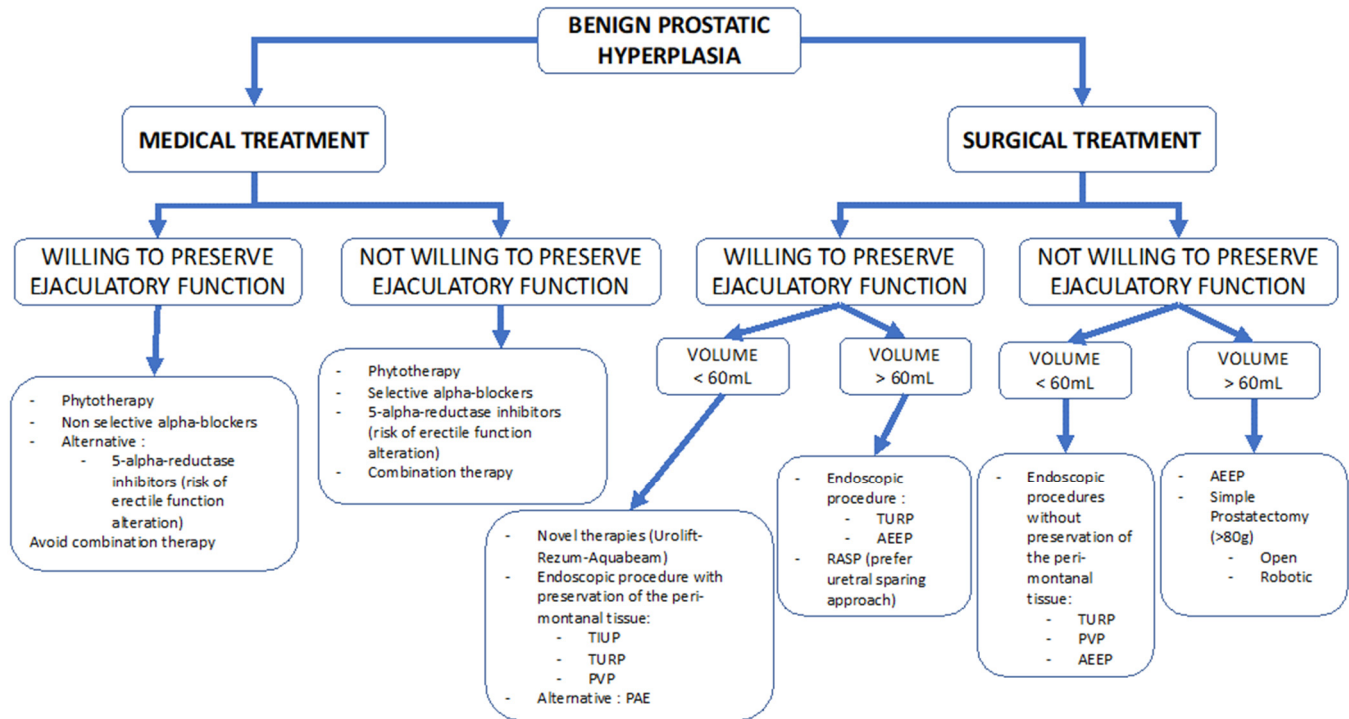 BENIGN PROSTATIC
HYPERPLASIA
MEDICAL TREATMENT
SURGICAL TREATMENT
WILLING TO PRESERVE
EJACULATORY FUNCTION
NOT WILLING TO PRESERVE
EJACULATORY FUNCTION
WILLING TO PRESERVE
EJACULATORY FUNCTION
NOT WILLING TO PRESERVE
EJACULATORY FUNCTION
VOLUME
< 60mL
VOLUME
> 60mL
VOLUME
< 60mL
VOLUME
> 60mL
- Phytotherapy
- Non selective alpha-blockers
- Alternative :
- 5-alpha-reductase
inhibitors (risk of
erectile function
alteration)
Avoid combination therapy
- Phytotherapy
- Selective alpha-blockers
- 5-alpha-reductase inhibitors
(risk of erectile function
alteration)
- Combination therapy
- Novel therapies (Urolift-
Rezum-Aquabeam)
- Endoscopic procedure with
preservation of the peri-
montanal tissue:
- TIUP
- TURP
- PVP
- Alternative : PAE
- Endoscopic
procedure :
- TURP
- AEEP
- RASP (prefer
uretral sparing
approach)
- Endoscopic
procedures
without
preservation of
the peri-
montanal
tissue:
- TURP
- PVP
- AEEP
- AEEP
- Simple
Prostatectomy
(>80g)
- Open
- Robotic